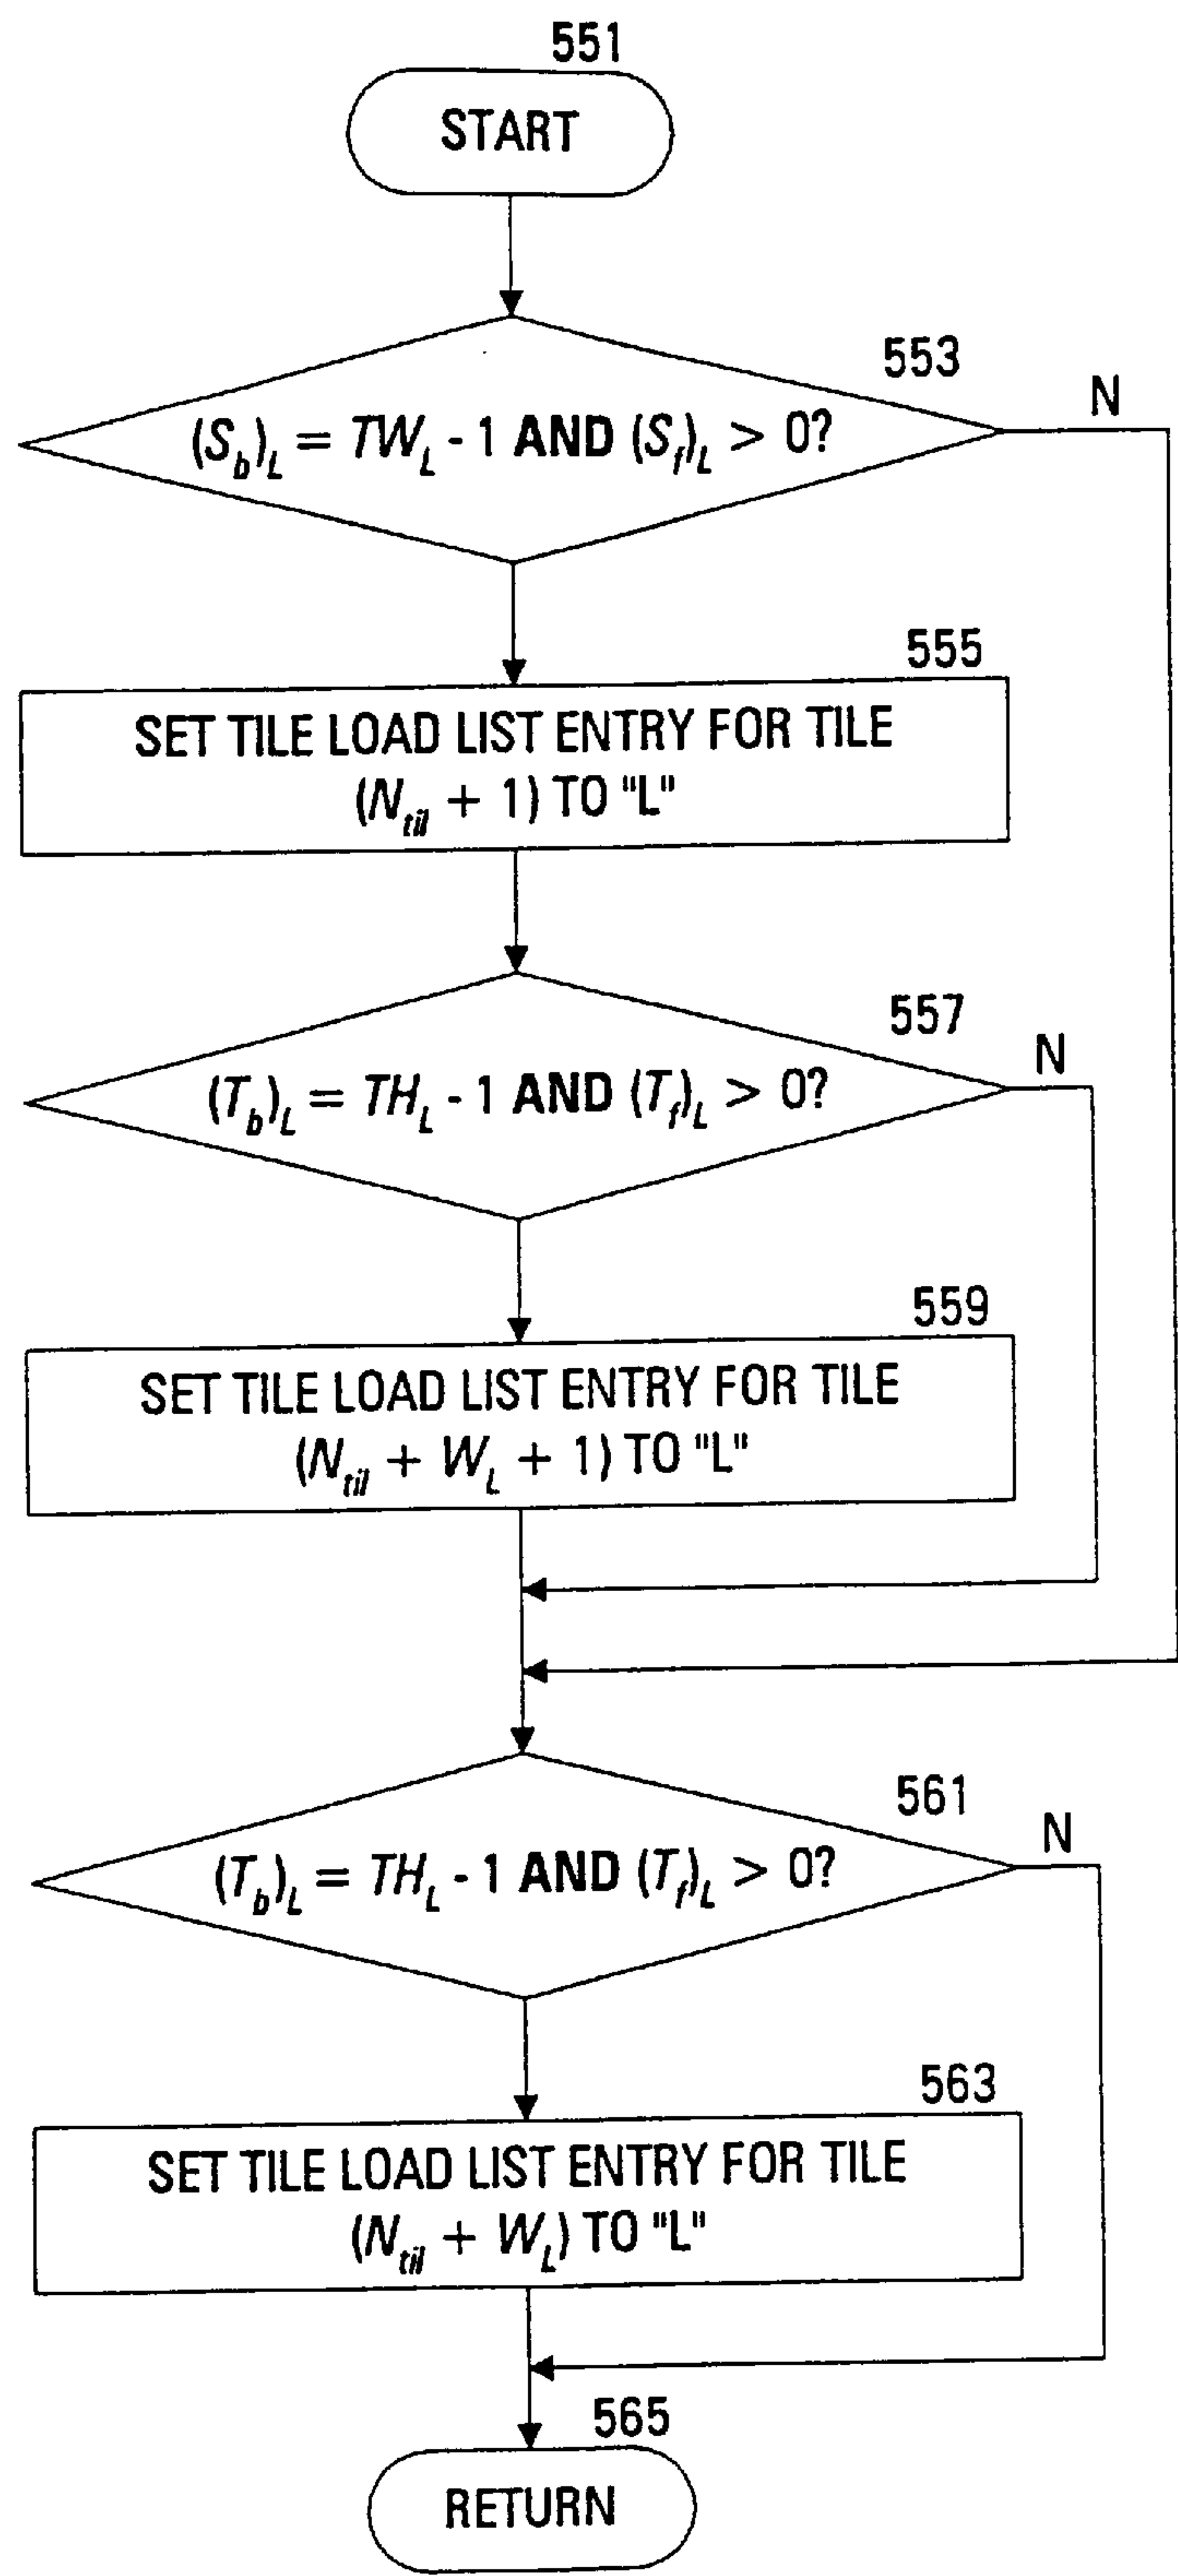 551
START
553
N
(S_b)_L = TW_L - 1 AND (S_f)_L > 0?
555
SET TILE LOAD LIST ENTRY FOR TILE
(N_til + 1) TO "L"
557
N
(T_b)_L = TH_L - 1 AND (T_f)_L > 0?
559
SET TILE LOAD LIST ENTRY FOR TILE
(N_til + W_L + 1) TO "L"
561
N
(T_b)_L = TH_L - 1 AND (T_f)_L > 0?
563
SET TILE LOAD LIST ENTRY FOR TILE
(N_til + W_L) TO "L"
565
RETURN